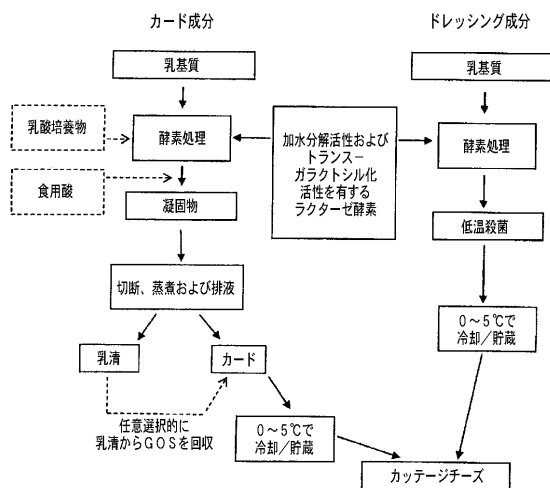 カード成分
ドレッシング成分
乳基質
乳基質
乳酸培養物
酵素処理
加水分解活性および
トランス－
ガラクトシル化
活性を有する
ラクターゼ酵素
酵素処理
食用酸
凝固物
低温殺菌
切断、蒸煮および排液
0～5℃で
冷却／貯蔵
乳清
カード
任意選択的に
乳清からGOSを回収
0～5℃で
冷却／貯蔵
カッテージチーズ